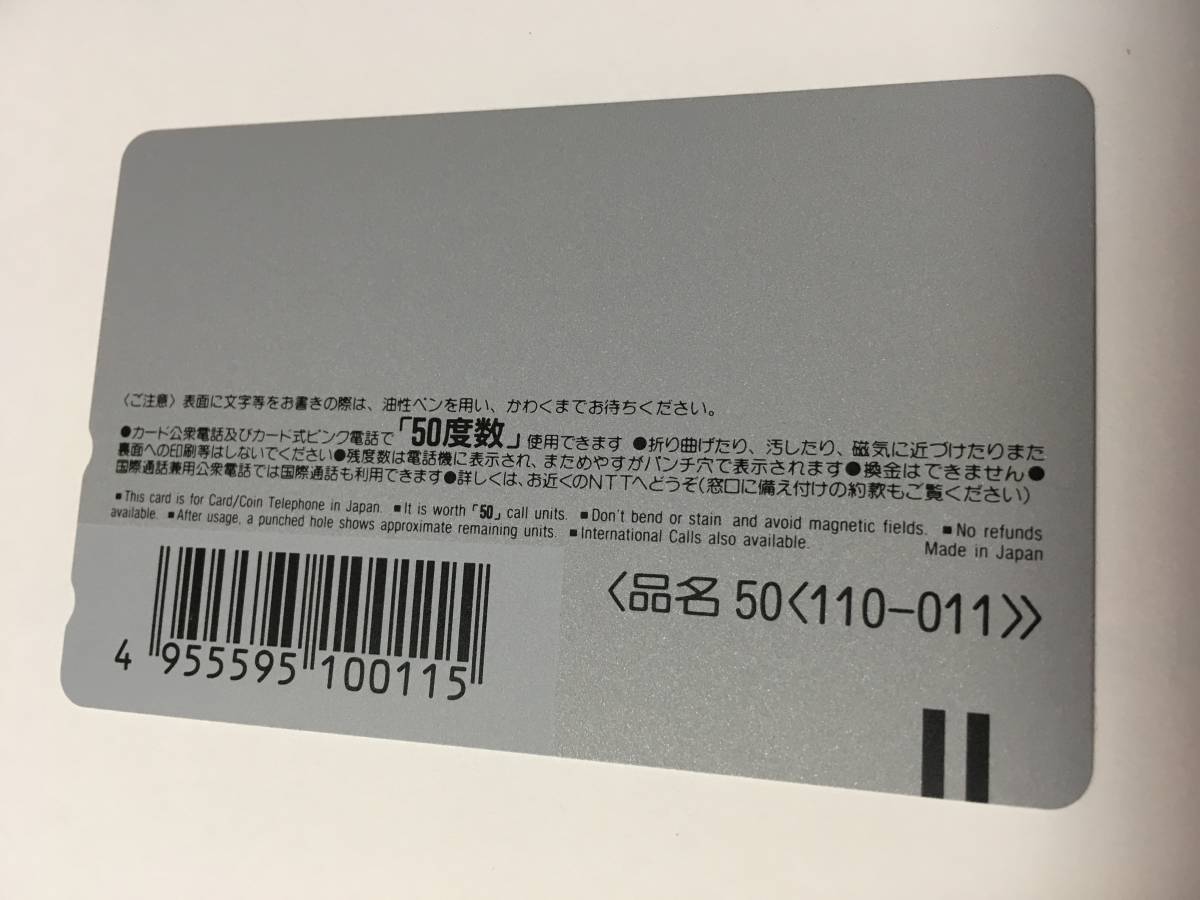 〈ご注意〉表面に文字等をお書きの際は、油性ペンを用い、かわくまでお待ちください。
●カード公衆電話及びカード式ピンク電話で「50度数」使用できます ●折り曲げたり、汚したり、磁気に近づけたりまた
裏面への印刷等はしないでください●残度数は電話機に表示され、まためやすがパンチ穴で表示されます●換金はできません●
国際通話兼用公衆電話では国際通話も利用できます●詳しくは、お近くのNTTへどうぞ(窓口に備え付けの約款もご覧ください)
■This card is for Card/Coin Telephone in Japan. ■It is worth「50」call units. ■Don't bend or stain and avoid magnetic fields. ■No refunds
available. ■After usage, a punched hole shows approximate remaining units. ■International Calls also available. Made in Japan
〈品名 50〈110-011〉〉
4 955595 100115